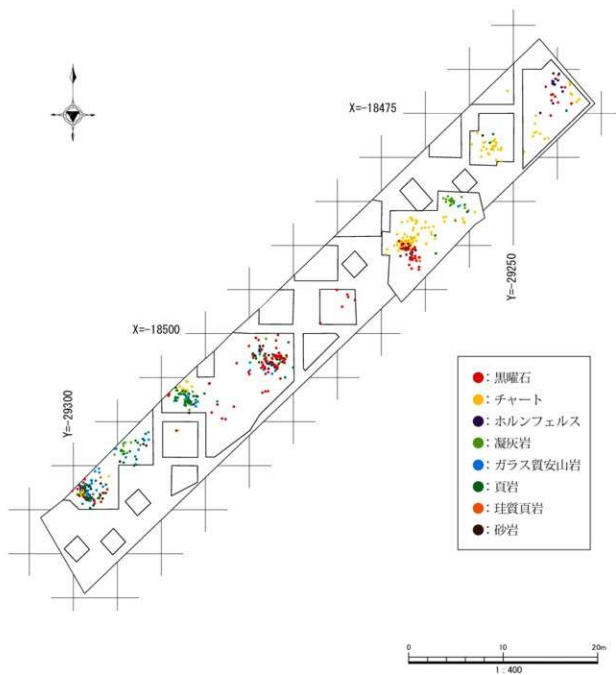 Y=-29250
X=-18475
X=-18500
Y=-29300
●：黒曜石
●：チャート
●：ホルンフェルス
●：凝灰岩
●：ガラス質安山岩
●：頁岩
●：珪質頁岩
●：砂岩
0 10 20m
1：400